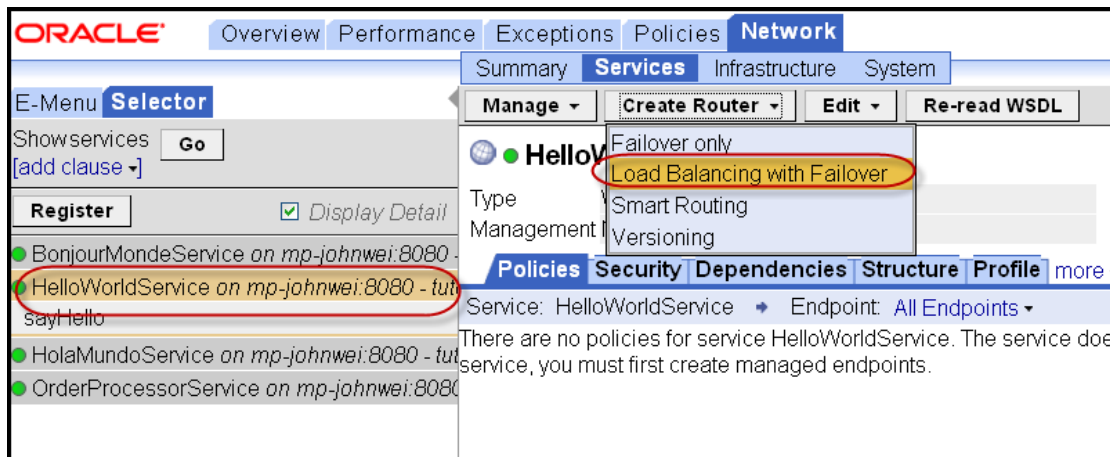 ORACLE Overview Performance Exceptions Policies Network
Summary Services Infrastructure System
E-Menu Selector
Manage Create Router Edit Re-read WSDL
Show services Go
[add clause]
Failover only
Load Balancing with Failover
Smart Routing
Versioning
Register Display Detail
Type
Management
BonjourMondeService on mp-johnwei:8080 -
HelloWorldService on mp-johnwei:8080 - tut
sayHello
HolaMundoService on mp-johnwei:8080 - tut
OrderProcessorService on mp-johnwei:8080
Policies Security Dependencies Structure Profile more
Service: HelloWorldService Endpoint: All Endpoints
There are no policies for service HelloWorldService. The service doe
service, you must first create managed endpoints.